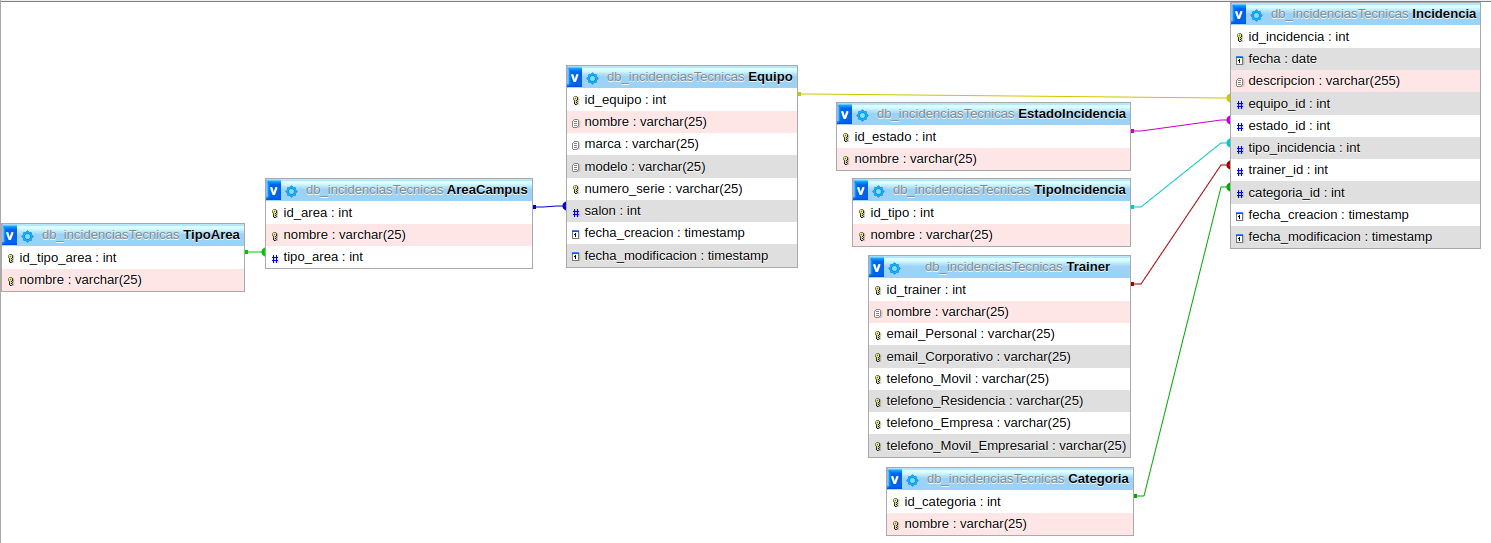 v db_incidenciasTecnicas TipoArea
id_tipo_area : int
nombre : varchar(25)
v db_incidenciasTecnicas AreaCampus
id_area : int
nombre : varchar(25)
# tipo_area : int
v db_incidenciasTecnicas Equipo
id_equipo : int
nombre : varchar(25)
marca : varchar(25)
modelo : varchar(25)
numero_serie : varchar(25)
# salon : int
fecha_creacion : timestamp
fecha_modificacion : timestamp
v db_incidenciasTecnicas EstadoIncidencia
id_estado : int
nombre : varchar(25)
v db_incidenciasTecnicas TipoIncidencia
id_tipo : int
nombre : varchar(25)
v db_incidenciasTecnicas Trainer
id_trainer : int
nombre : varchar(25)
email_Personal : varchar(25)
email_Corporativo : varchar(25)
telefono_Movil : varchar(25)
telefono_Residencia : varchar(25)
telefono_Empresa : varchar(25)
telefono_Movil_Empresarial : varchar(25)
v db_incidenciasTecnicas Categoria
id_categoria : int
nombre : varchar(25)
v db_incidenciasTecnicas Incidencia
id_incidencia : int
fecha : date
descripcion : varchar(255)
# equipo_id : int
# estado_id : int
# tipo_incidencia : int
# trainer_id : int
# categoria_id : int
fecha_creacion : timestamp
fecha_modificacion : timestamp